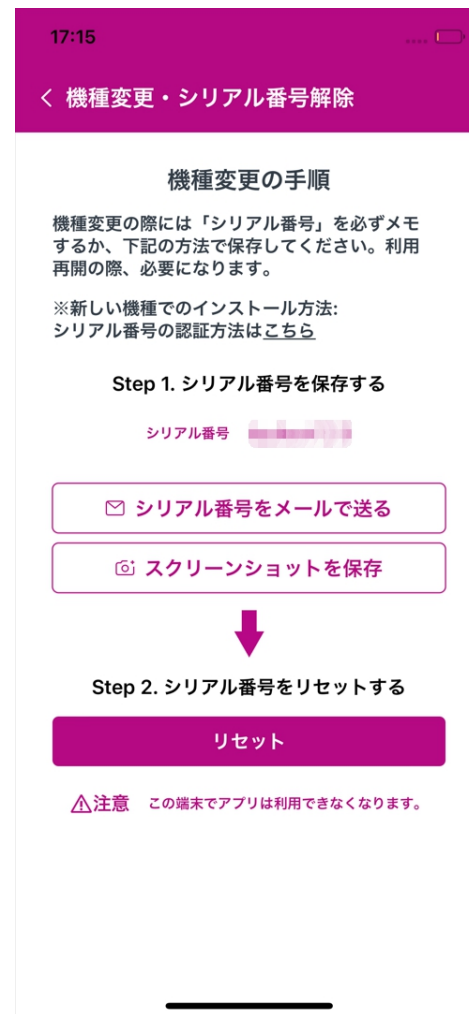 17:15
機種変更・シリアル番号解除
機種変更の手順
機種変更の際には「シリアル番号」を必ずメモ
するか、下記の方法で保存してください。利用
再開の際、必要になります。
※新しい機種でのインストール方法:
シリアル番号の認証方法はこちら
Step 1. シリアル番号を保存する
シリアル番号
シリアル番号をメールで送る
スクリーンショットを保存
Step 2. シリアル番号をリセットする
リセット
注意 この端末でアプリは利用できなくなります。